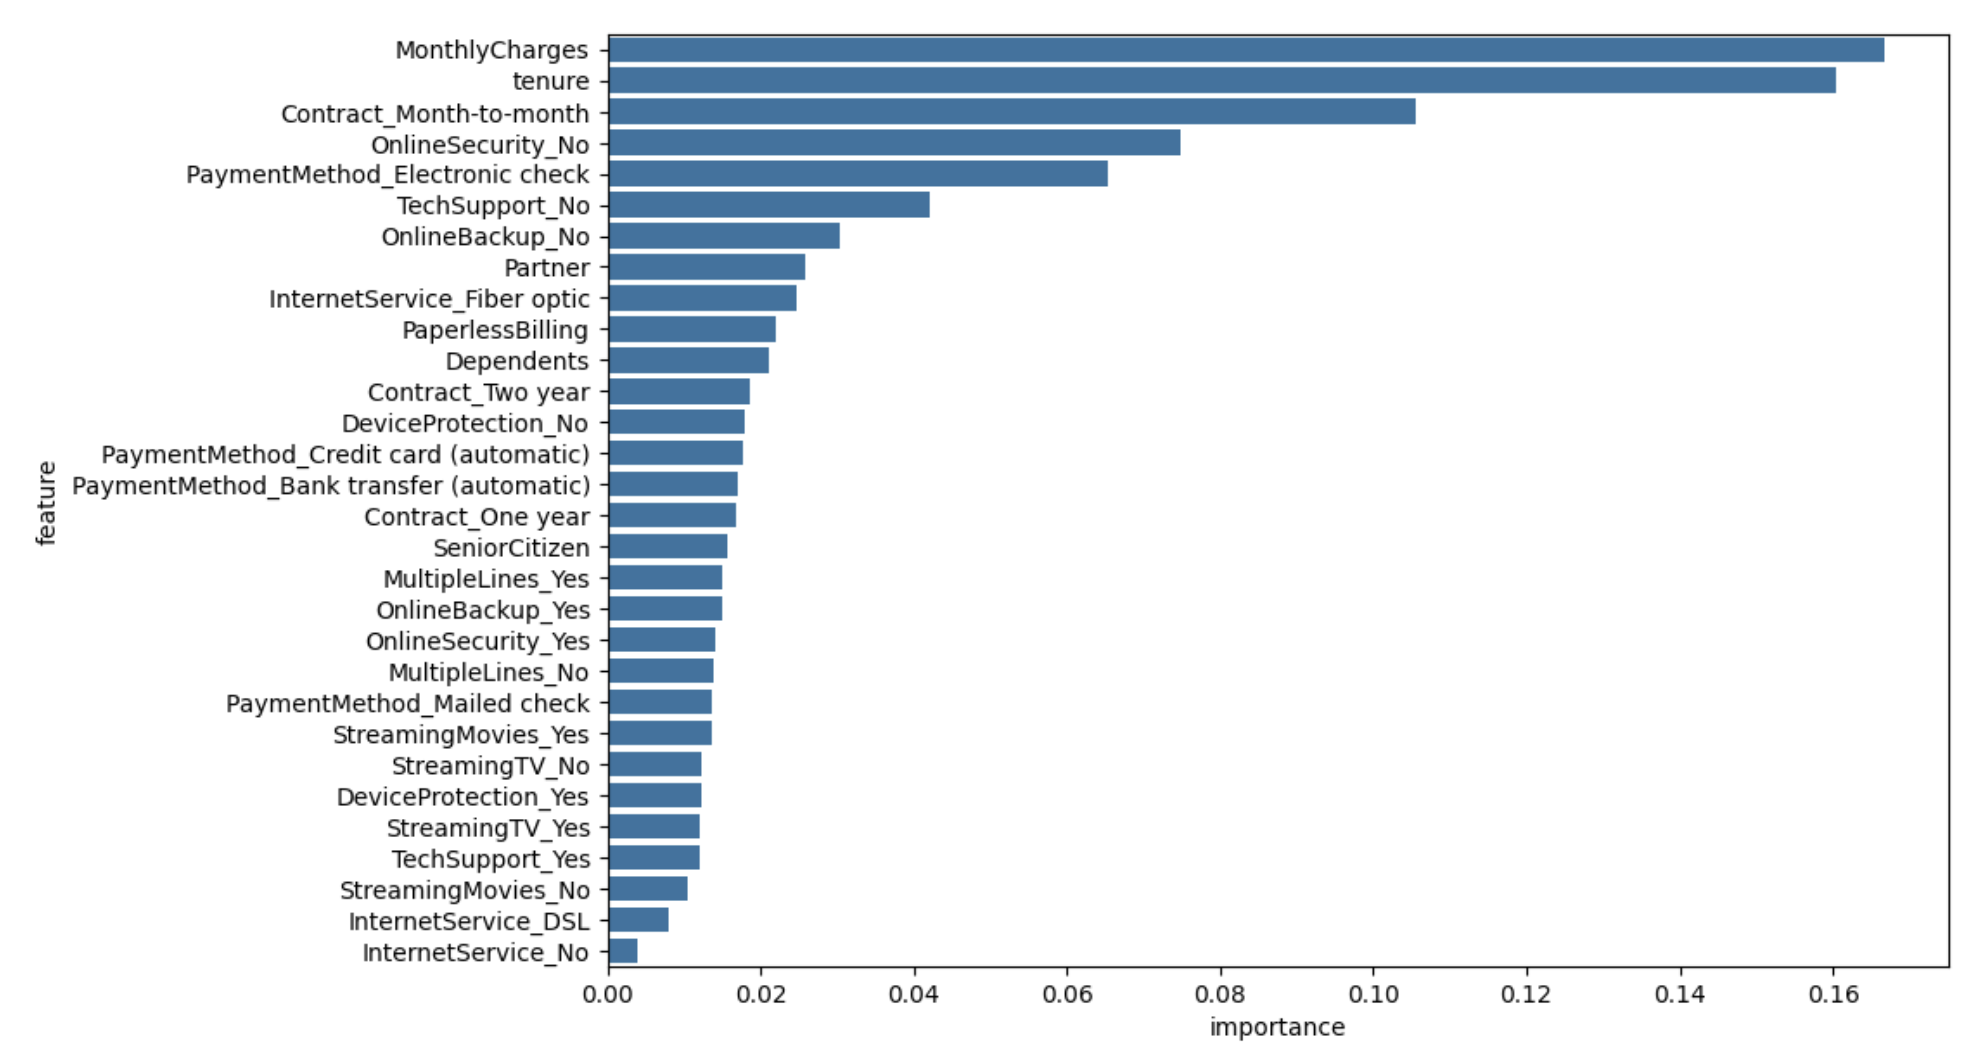 MonthlyCharges
tenure
Contract_Month-to-month
OnlineSecurity_No
PaymentMethod_Electronic check
TechSupport_No
OnlineBackup_No
Partner
InternetService_Fiber optic
PaperlessBilling
Dependents
Contract_Two year
DeviceProtection_No
PaymentMethod_Credit card (automatic)
PaymentMethod_Bank transfer (automatic)
Contract_One year
SeniorCitizen
MultipleLines_Yes
OnlineBackup_Yes
OnlineSecurity_Yes
MultipleLines_No
PaymentMethod_Mailed check
StreamingMovies_Yes
StreamingTV_No
DeviceProtection_Yes
StreamingTV_Yes
TechSupport_Yes
StreamingMovies_No
InternetService_DSL
InternetService_No
feature
0.00 0.02 0.04 0.06 0.08 0.10 0.12 0.14 0.16
importance